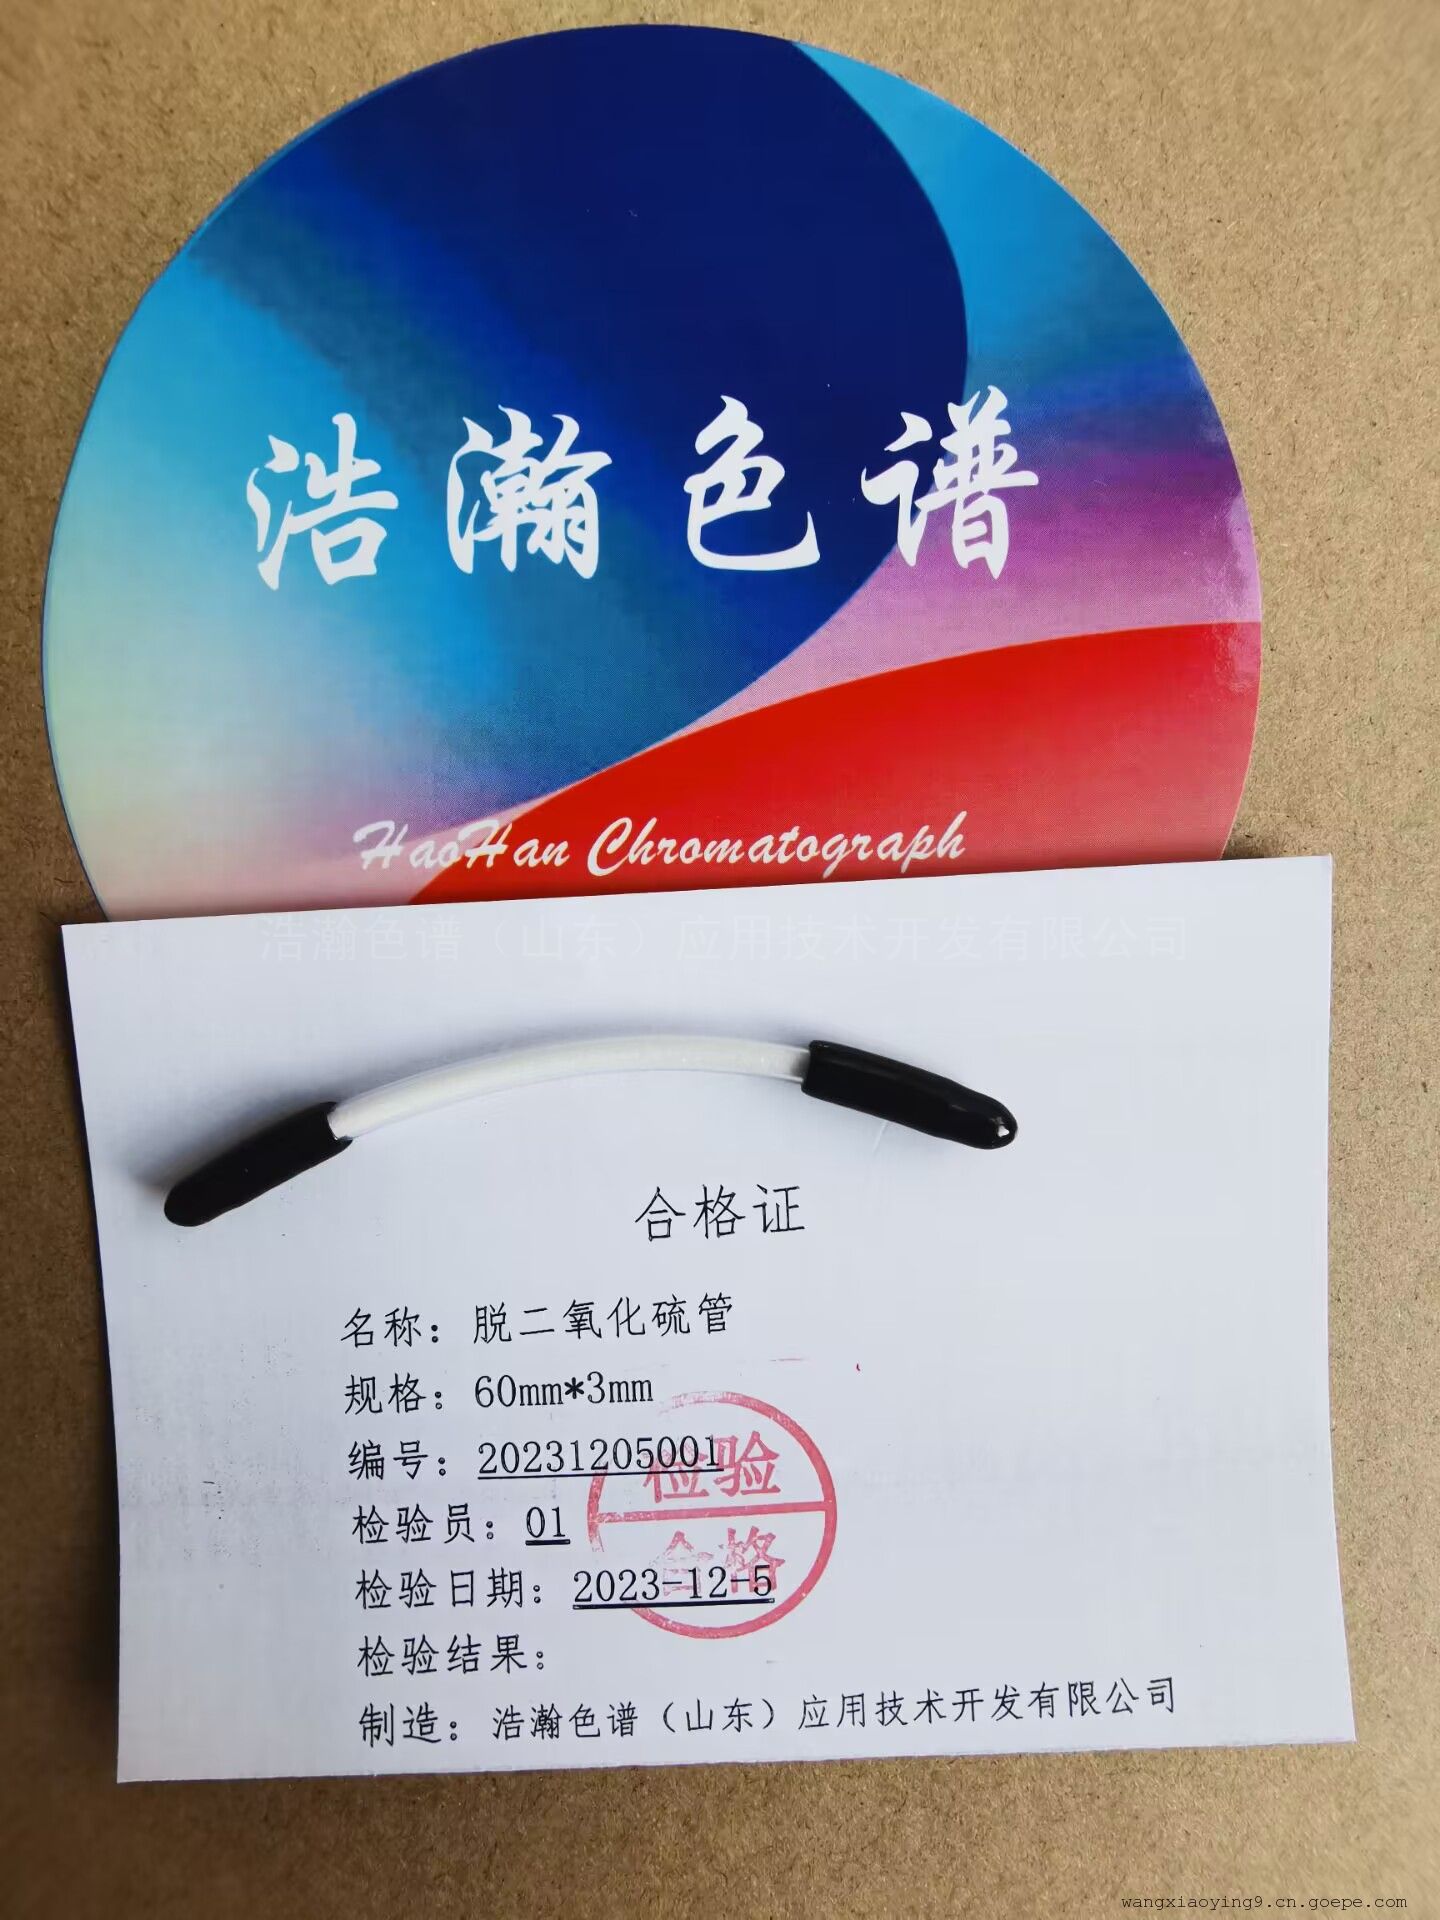 浩瀚色谱
HaoHan Chromatograph
浩瀚色谱（山东）应用技术开发有限公司
合格证
名称：脱二氧化硫管
规格：60mm*3mm
编号：20231205001
检验员：01
检验日期：2023-12-5
检验结果：
制造：浩瀚色谱（山东）应用技术开发有限公司
检验
合格
wangxiaoying9.cn.goepe.com